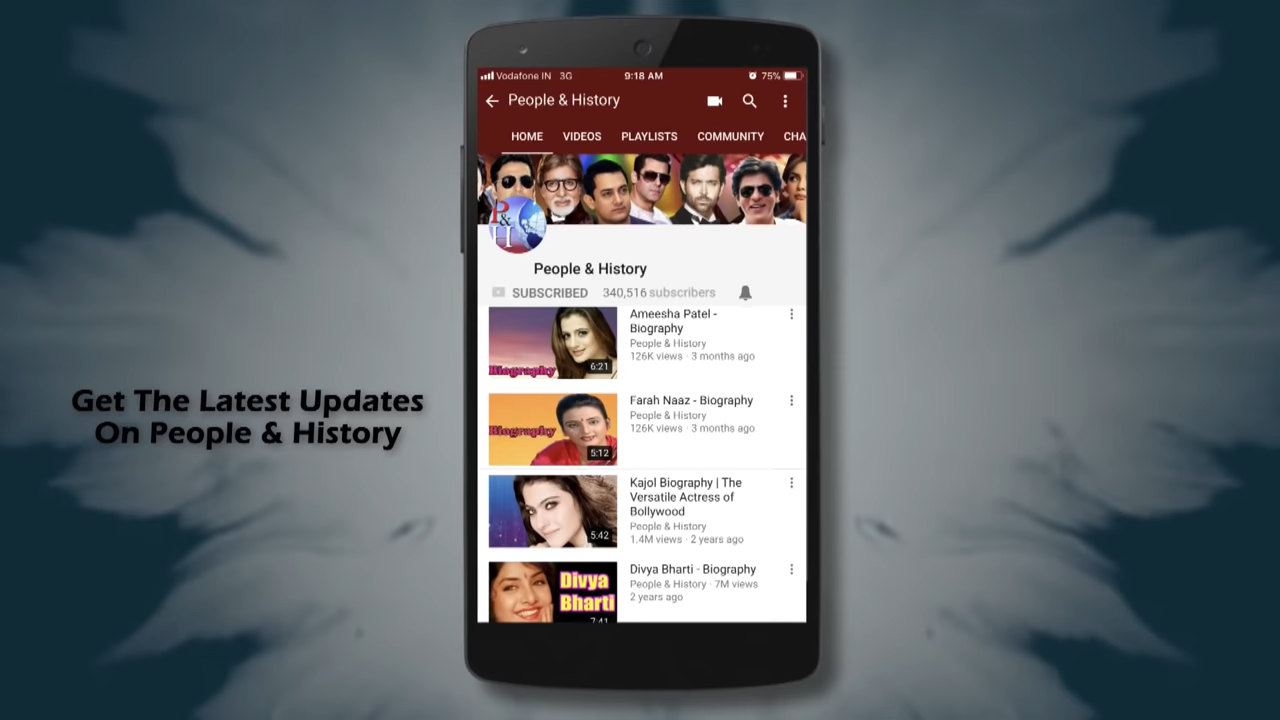 Vodafone IN 3G 9:18 AM 75%
People & History
HOME VIDEOS PLAYLISTS COMMUNITY CHA
P
&
H
People & History
SUBSCRIBED 340,516 subscribers
Ameesha Patel -
Biography
People & History
126K views · 3 months ago
Biography
6:21
Farah Naaz - Biography
People & History
126K views · 3 months ago
Biography
5:12
Kajol Biography | The
Versatile Actress of
Bollywood
People & History
1.4M views · 2 years ago
5:42
Divya Bharti - Biography
People & History · 7M views
2 years ago
Divya
Bharti
7:41
Get The Latest Updates
On People & History